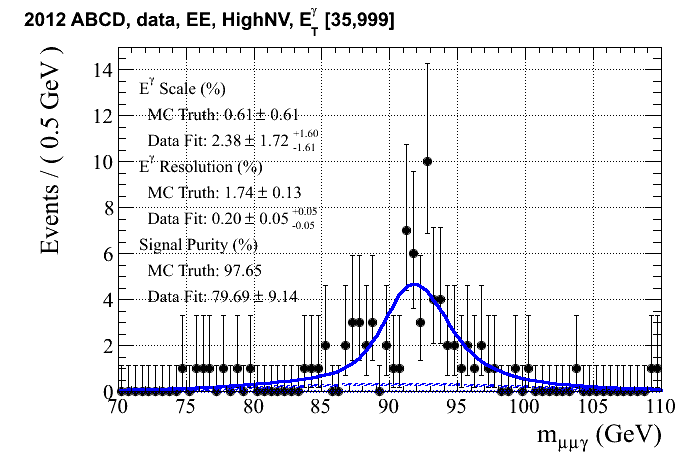 2012 ABCD, data, EE, HighNV, E_T^γ [35,999]
Events / ( 0.5 GeV )
14
12
10
8
6
4
2
0
E^γ Scale (%)
MC Truth: 0.61 ± 0.61
Data Fit: 2.38 ± 1.72 +1.60 -1.61
E^γ Resolution (%)
MC Truth: 1.74 ± 0.13
Data Fit: 0.20 ± 0.05 +0.05 -0.05
Signal Purity (%)
MC Truth: 97.65
Data Fit: 79.69 ± 9.14
70 75 80 85 90 95 100 105 110
m_μμγ (GeV)